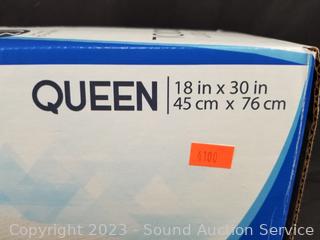 QUEEN
18 in x 30 in
45 cm x 76 cm
6100
Copyright 2023 - Sound Auction Service